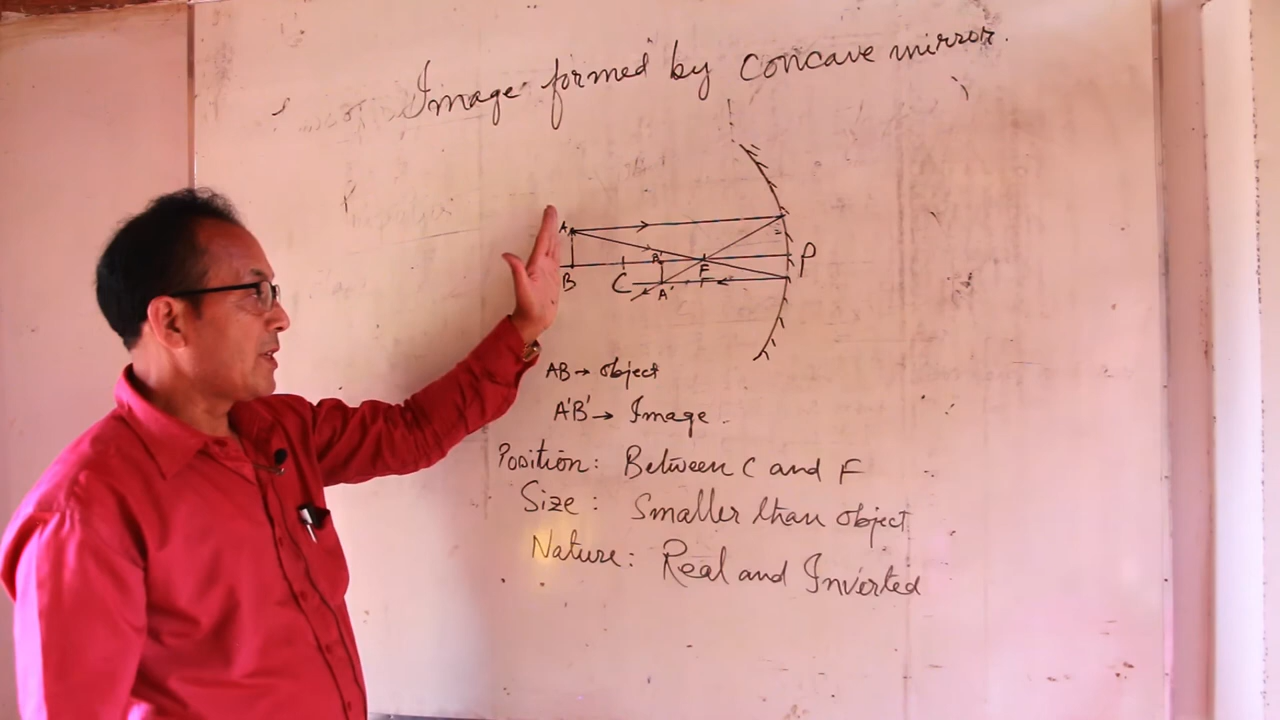 Image formed by concave mirror.
A
B
C
B'
A'
F
F
P
AB → object
A'B' → Image.
Position: Between C and F
Size: Smaller than object
Nature: Real and Inverted